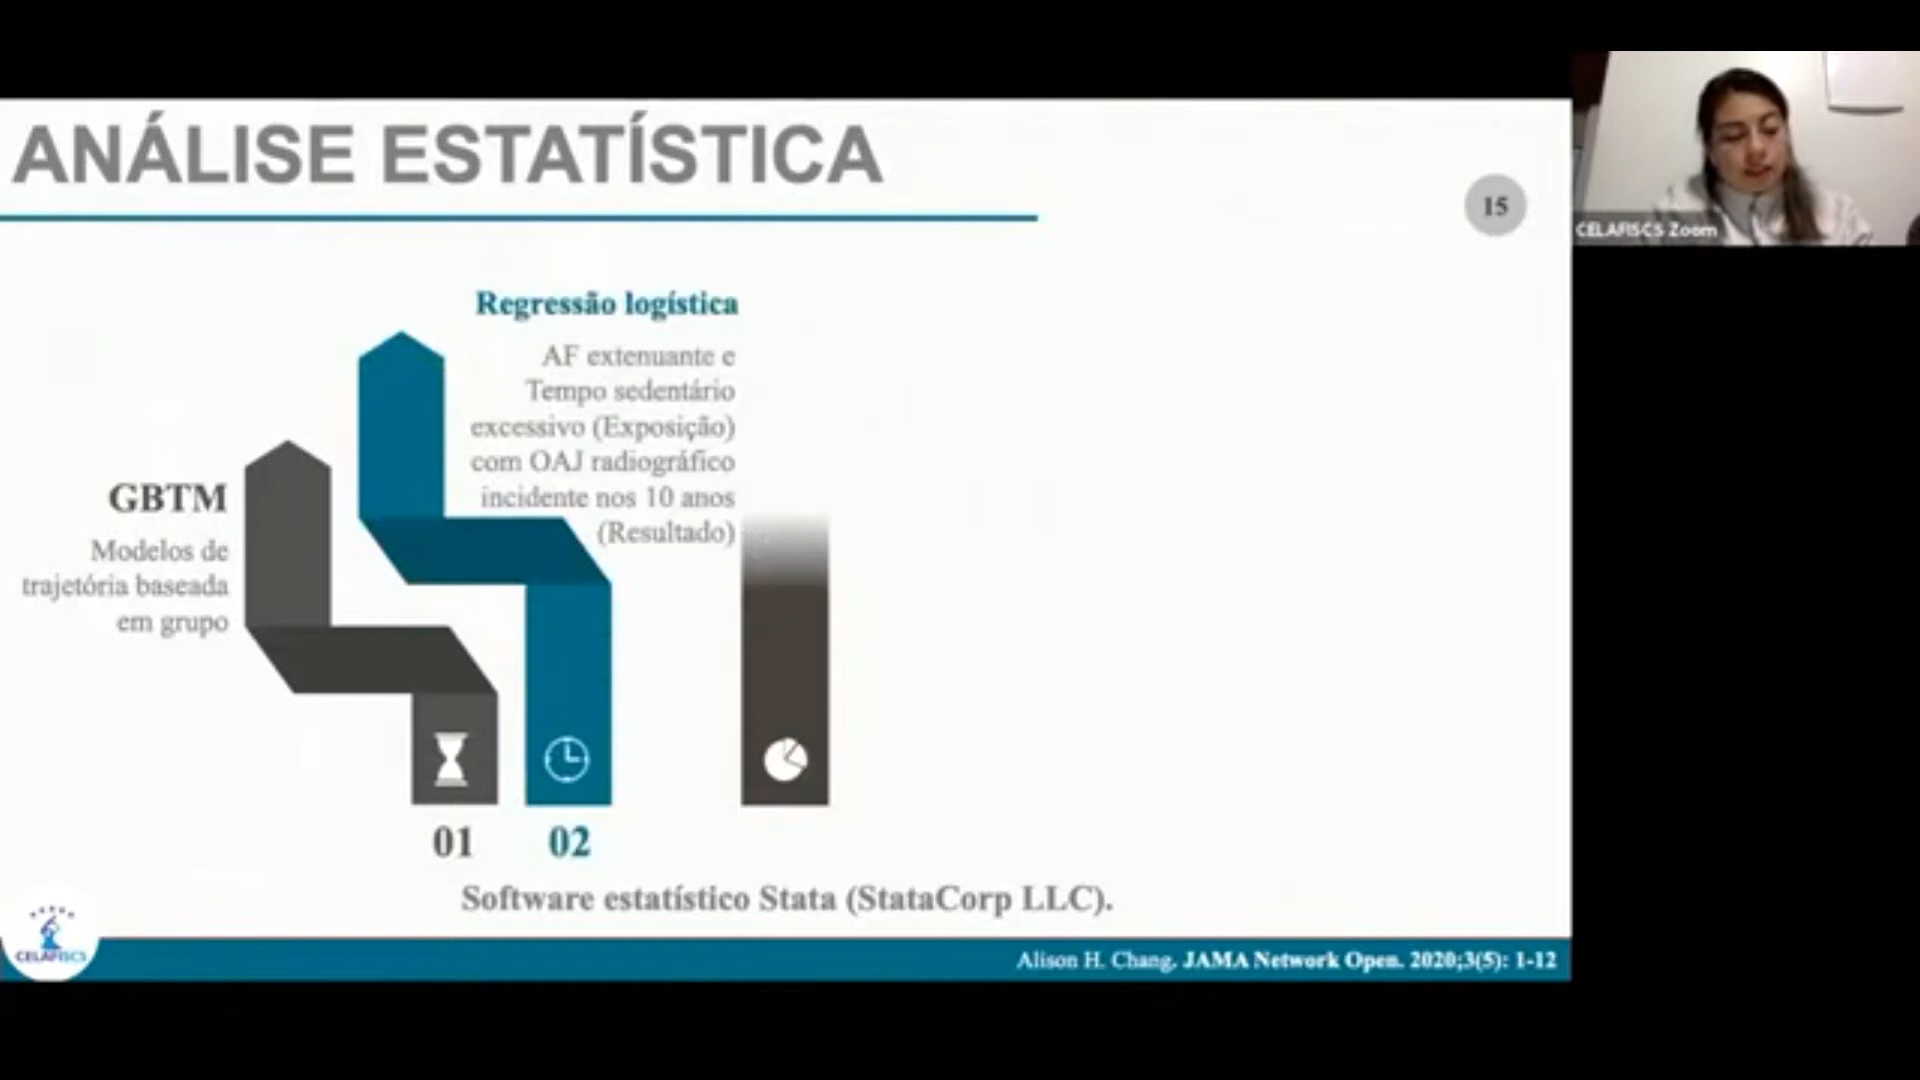 ANÁLISE ESTATÍSTICA
15
CELAFISCS Zoom
Regressão logística
AF extenuante e
Tempo sedentário
excessivo (Exposição)
com OAJ radiográfico
incidente nos 10 anos
(Resultado)
GBTM
Modelos de
trajetória baseada
em grupo
01
02
Software estatístico Stata (StataCorp LLC).
CELAFISCS
Alison H. Chang. JAMA Network Open. 2020;3(5): 1-12